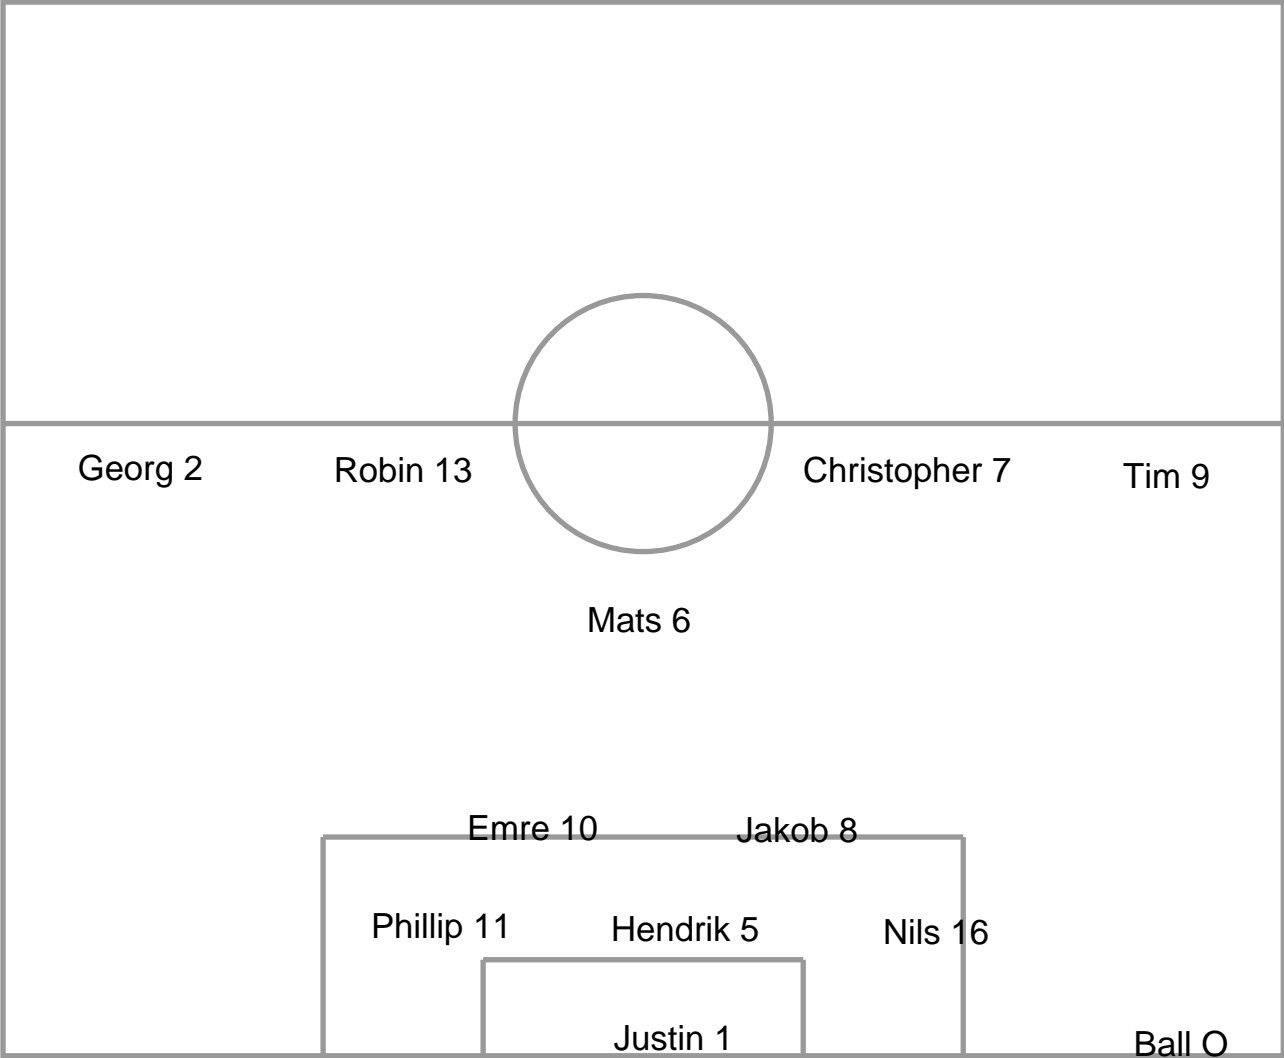 Georg 2
Robin 13
Christopher 7
Tim 9
Mats 6
Emre 10
Jakob 8
Phillip 11
Hendrik 5
Nils 16
Justin 1
Ball O